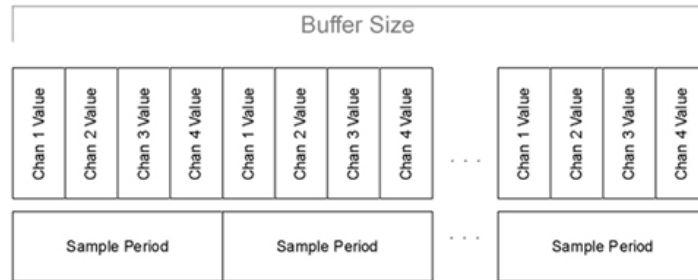 Buffer Size
Chan 1 Value
Chan 2 Value
Chan 3 Value
Chan 4 Value
Chan 1 Value
Chan 2 Value
Chan 3 Value
Chan 4 Value
. . .
Chan 1 Value
Chan 2 Value
Chan 3 Value
Chan 4 Value
Sample Period
Sample Period
. . .
Sample Period